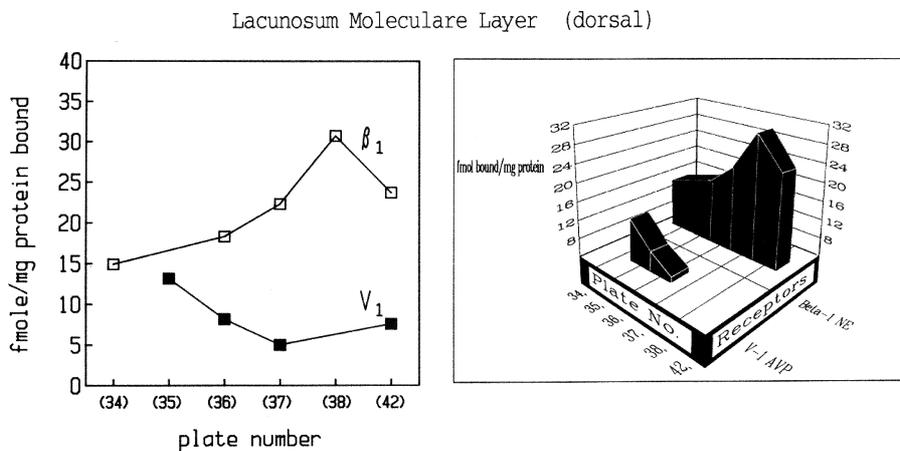 Lacunosum Moleculare Layer (dorsal)
40
35
30
25
20
15
10
5
0
fmole/mg protein bound
β1
V1
(34) (35) (36) (37) (38) (42)
plate number
32
28
24
20
16
12
8
fmol bound/mg protein
32
28
24
20
16
12
8
34.
35.
36.
37.
38.
42.
Plate No.
Receptors
Beta-1 NE
V-1 AVP